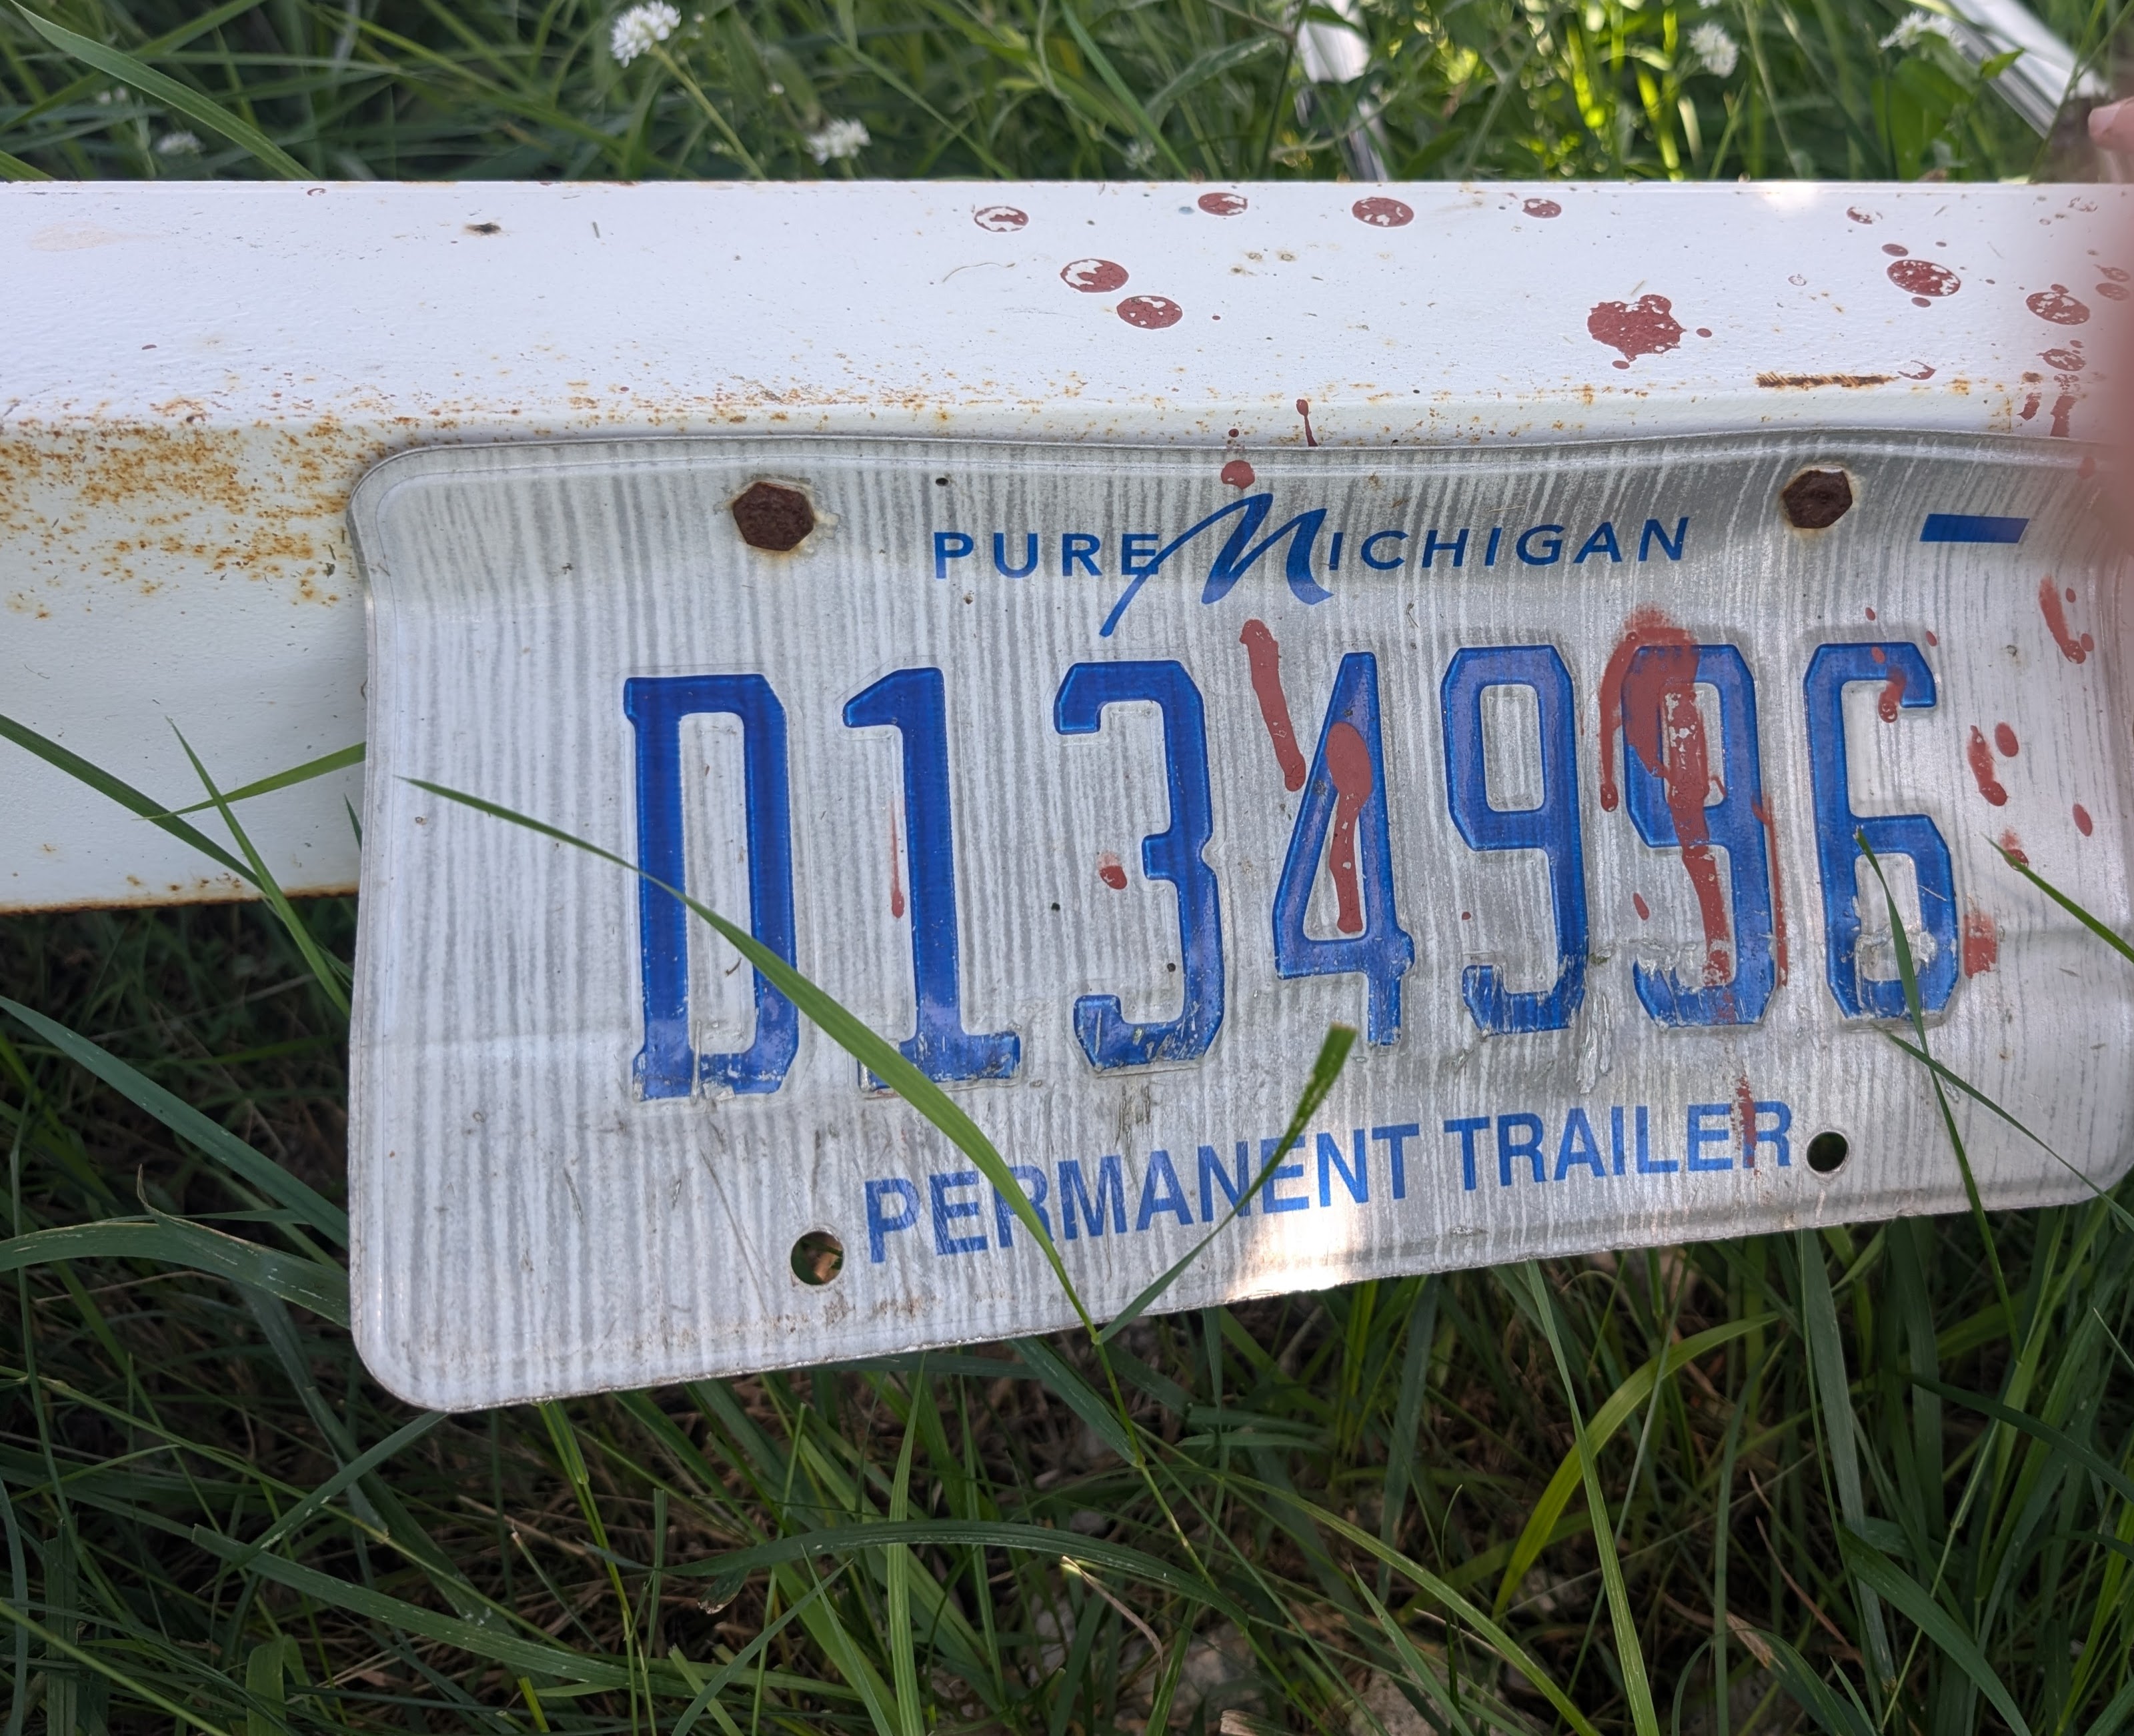 PURE MICHIGAN
D134996
PERMANENT TRAILER